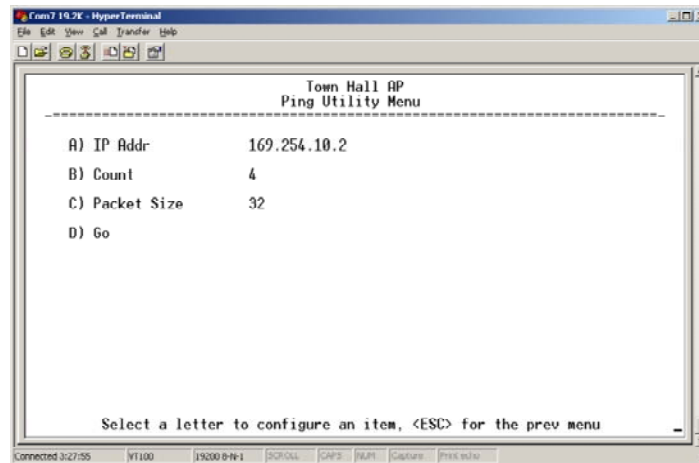 Com7 19.2K - HyperTerminal
File Edit View Call Transfer Help
Town Hall AP
Ping Utility Menu
A) IP Addr 169.254.10.2
B) Count 4
C) Packet Size 32
D) Go
Select a letter to configure an item, <ESC> for the prev menu
Connected 3:27:55 VT100 19200 8-N-1 SCROLL CAPS NUM Capture Print echo